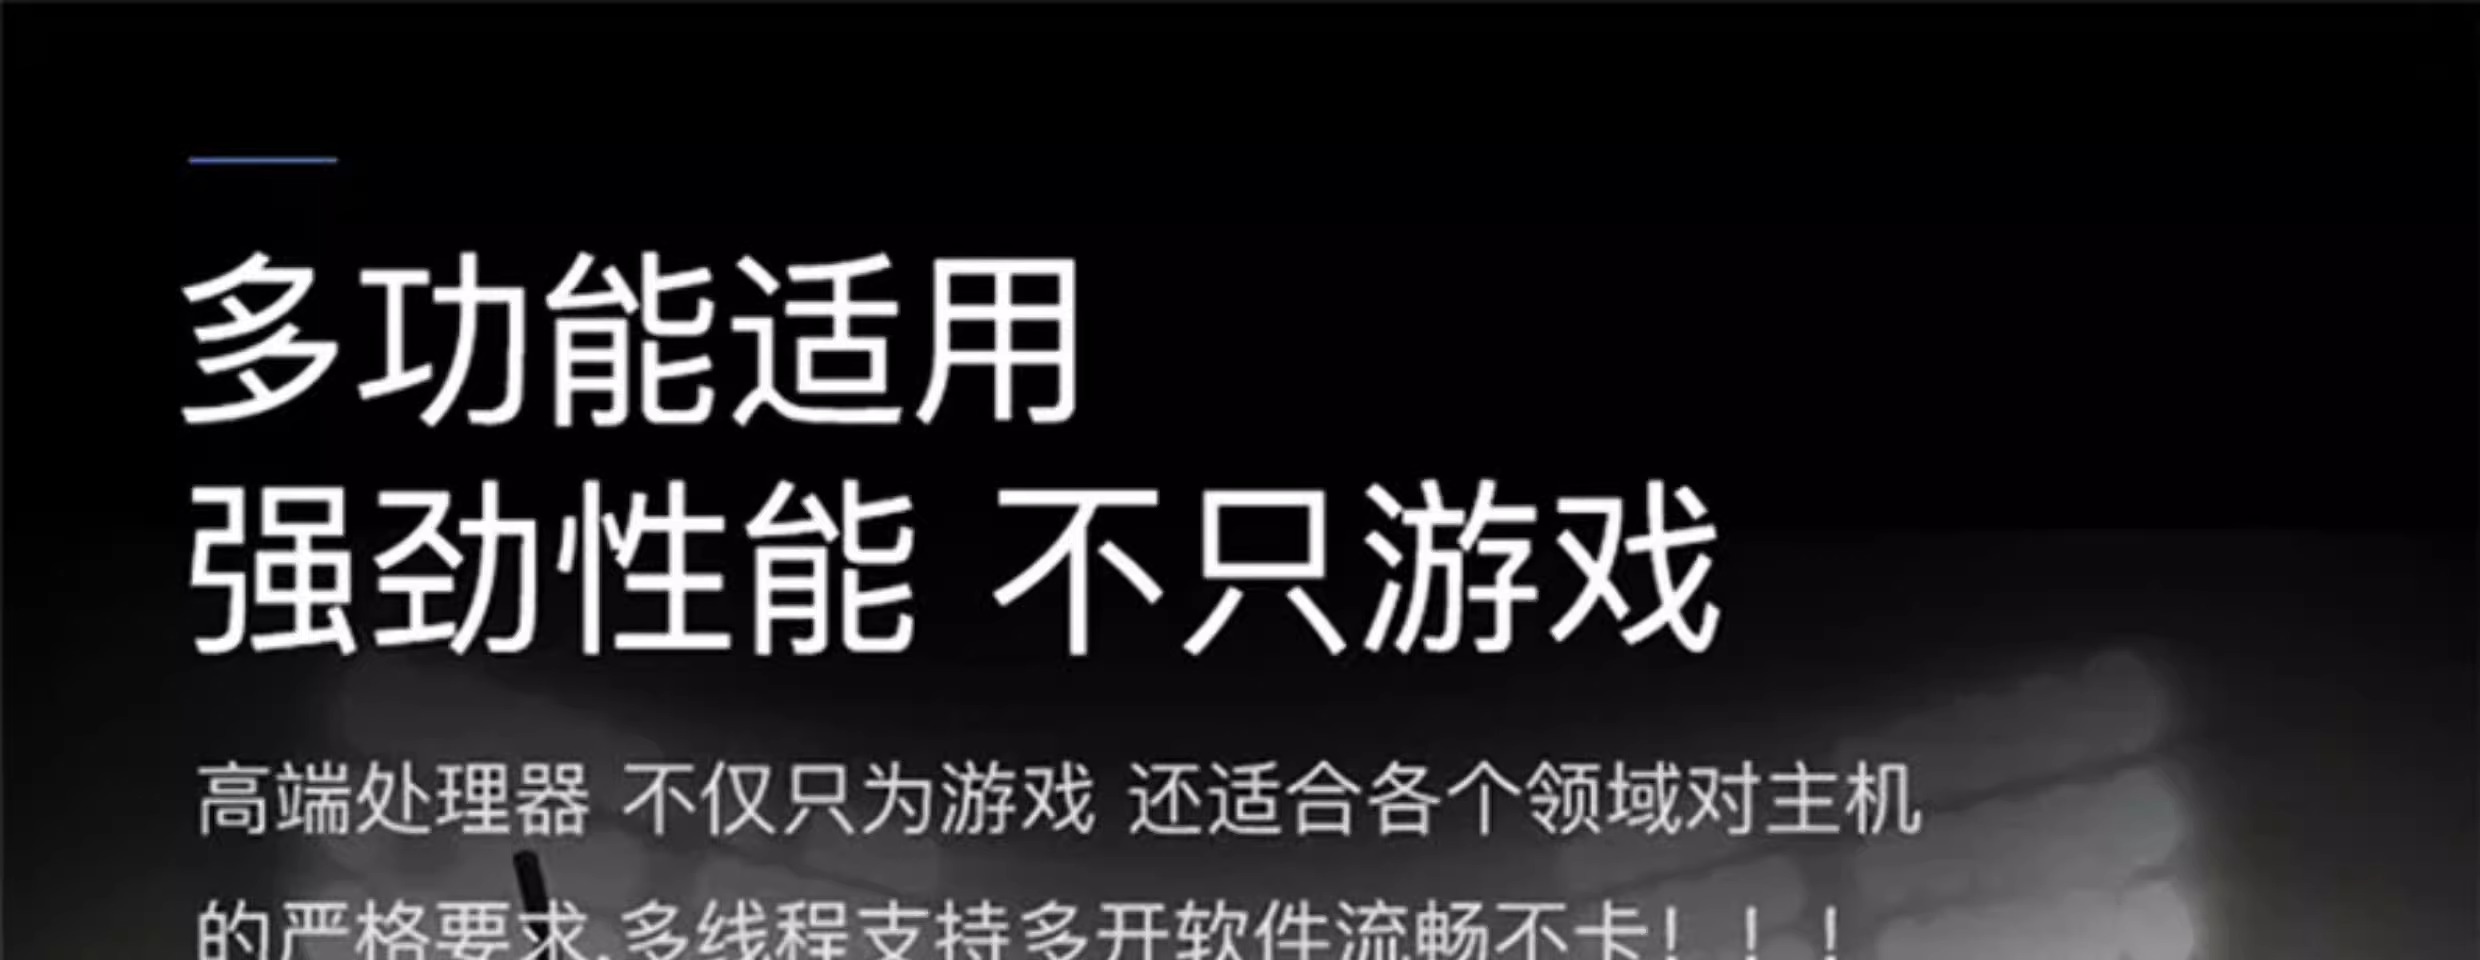 多功能适用
强劲性能 不只游戏
高端处理器 不仅只为游戏 还适合各个领域对主机
的严格要求,多线程支持多开软件流畅不卡！！！